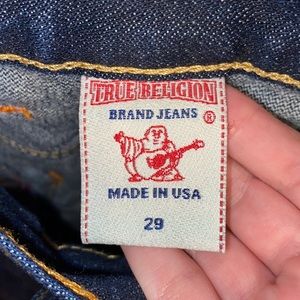 TRUE RELIGION
BRAND JEANS ®
MADE IN USA
29